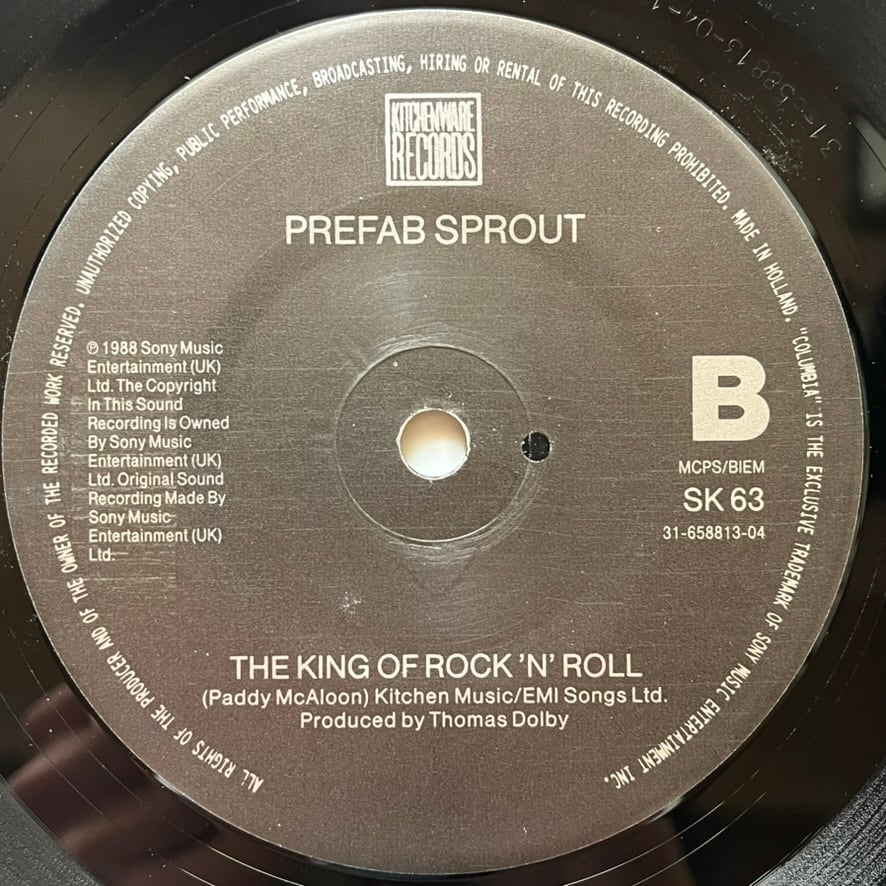 ALL RIGHTS OF THE PRODUCER AND OF THE OWNER OF THE RECORDED WORK RESERVED. UNAUTHORIZED COPYING, PUBLIC PERFORMANCE, BROADCASTING, HIRING OR RENTAL OF THIS RECORDING PROHIBITED. MADE IN HOLLAND. "COLUMBIA" IS THE EXCLUSIVE TRADEMARK OF SONY MUSIC ENTERTAINMENT INC.
KITCHENWARE
RECORDS
PREFAB SPROUT
℗ 1988 Sony Music
Entertainment (UK)
Ltd. The Copyright
In This Sound
Recording Is Owned
By Sony Music
Entertainment (UK)
Ltd. Original Sound
Recording Made By
Sony Music
Entertainment (UK)
Ltd.
B
MCPS/BIEM
SK 63
31-658813-04
THE KING OF ROCK 'N' ROLL
(Paddy McAloon) Kitchen Music/EMI Songs Ltd.
Produced by Thomas Dolby